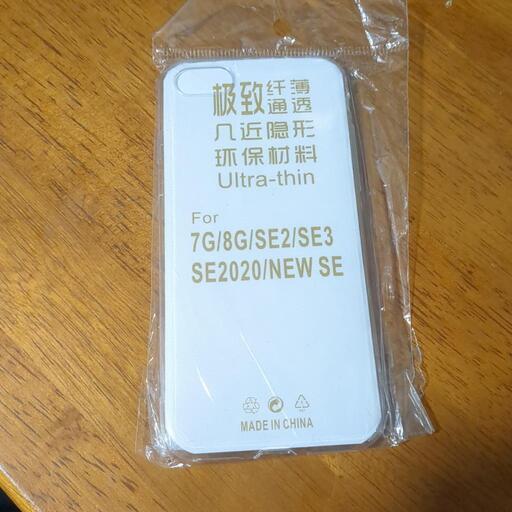 极致纤薄
通透
几近隐形
环保材料
Ultra-thin
For
7G/8G/SE2/SE3
SE2020/NEW SE
MADE IN CHINA